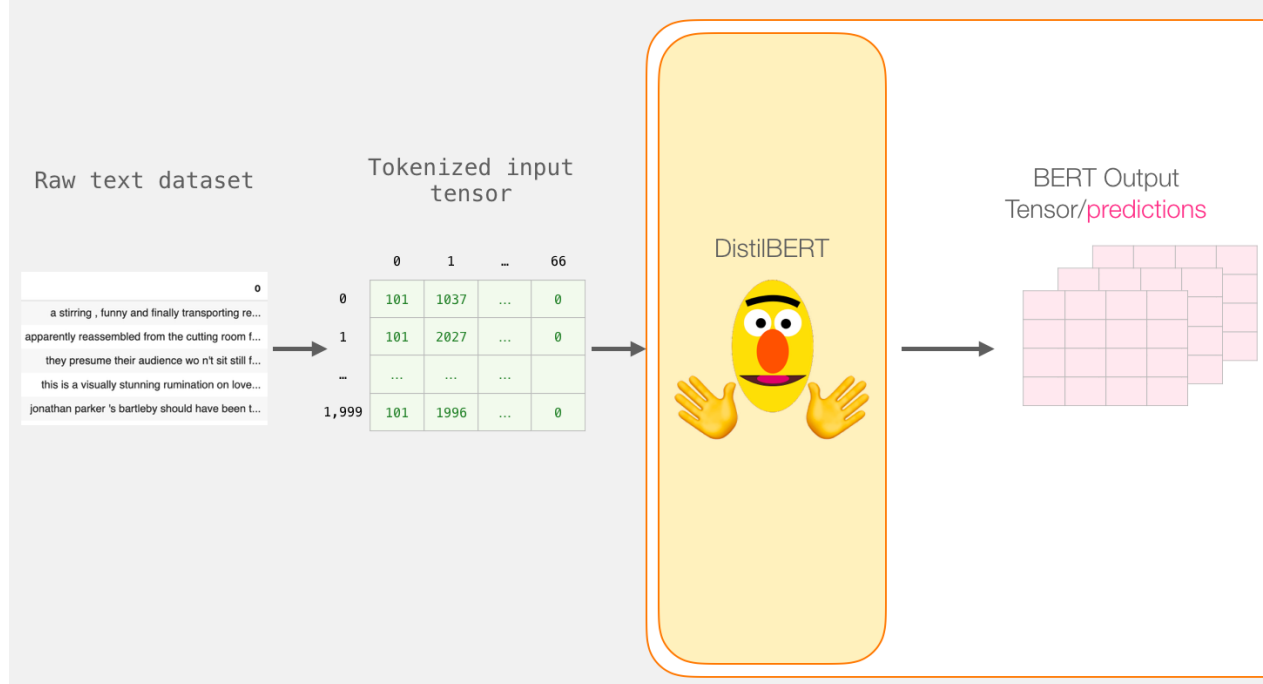 Raw text dataset
Tokenized input
tensor
DistilBERT
BERT Output
Tensor/predictions
0
a stirring , funny and finally transporting re...
apparently reassembled from the cutting room f...
they presume their audience wo n't sit still f...
this is a visually stunning rumination on love...
jonathan parker 's bartleby should have been t...
0 1 … 66
0 101 1037 … 0
1 101 2027 … 0
… … … …
1,999 101 1996 … 0